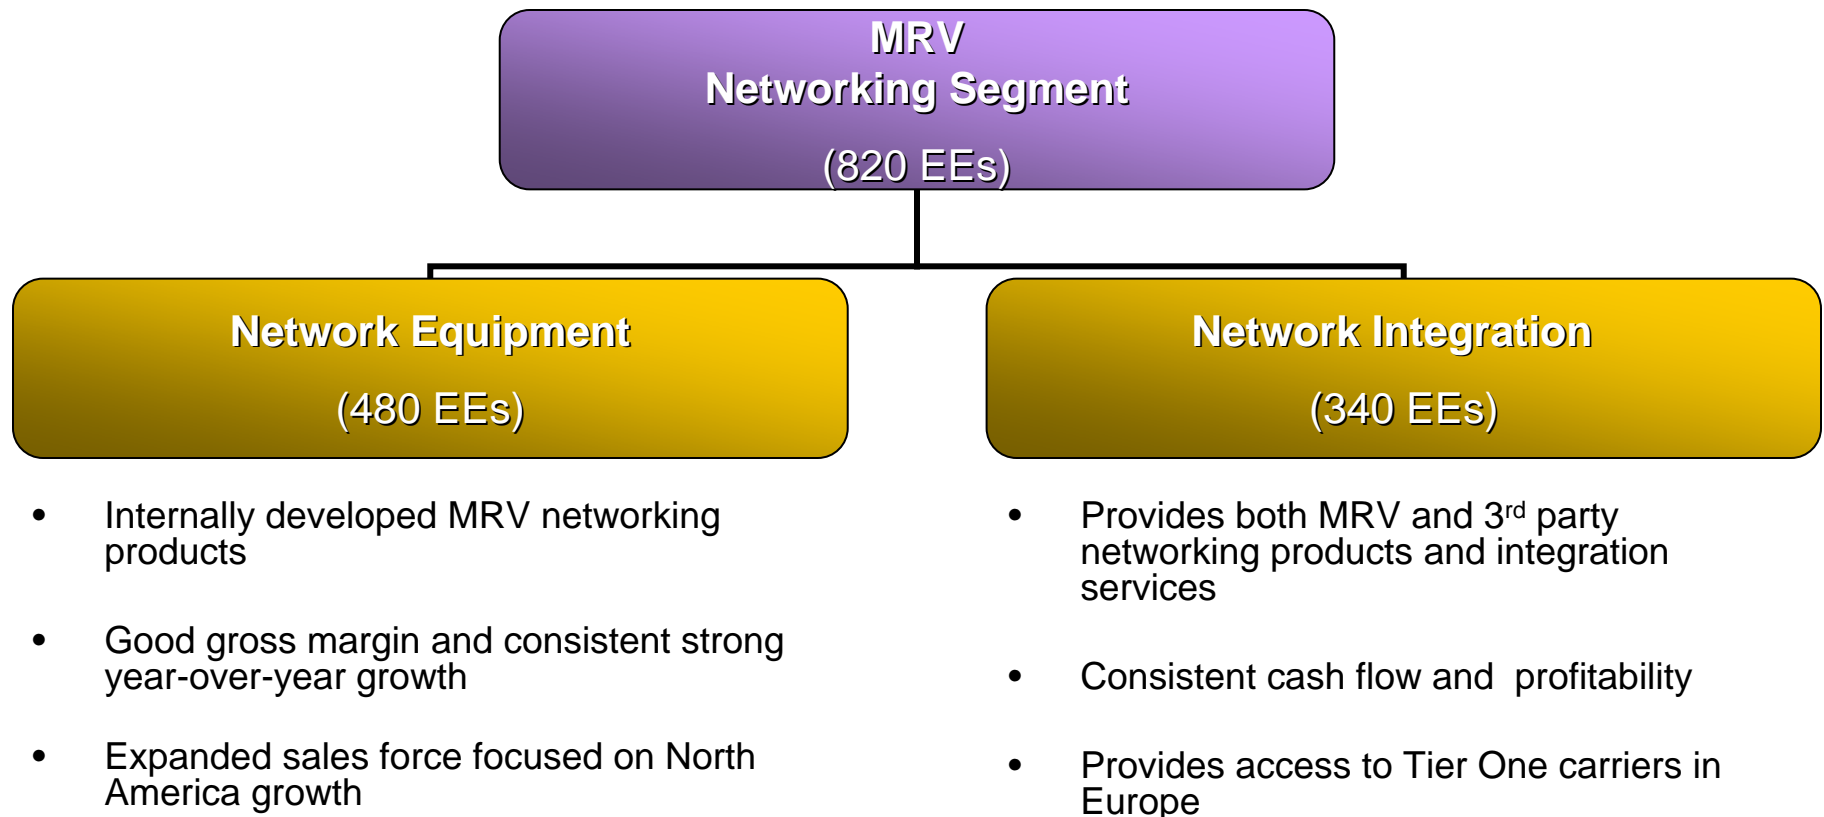 MRV
Networking Segment
(820 EEs)
Network Equipment
(480 EEs)
• Internally developed MRV networking
products
• Good gross margin and consistent strong
year-over-year growth
• Expanded sales force focused on North
America growth
Network Integration
(340 EEs)
• Provides both MRV and 3rd party
networking products and integration
services
• Consistent cash flow and  profitability
• Provides access to Tier One carriers in
Europe